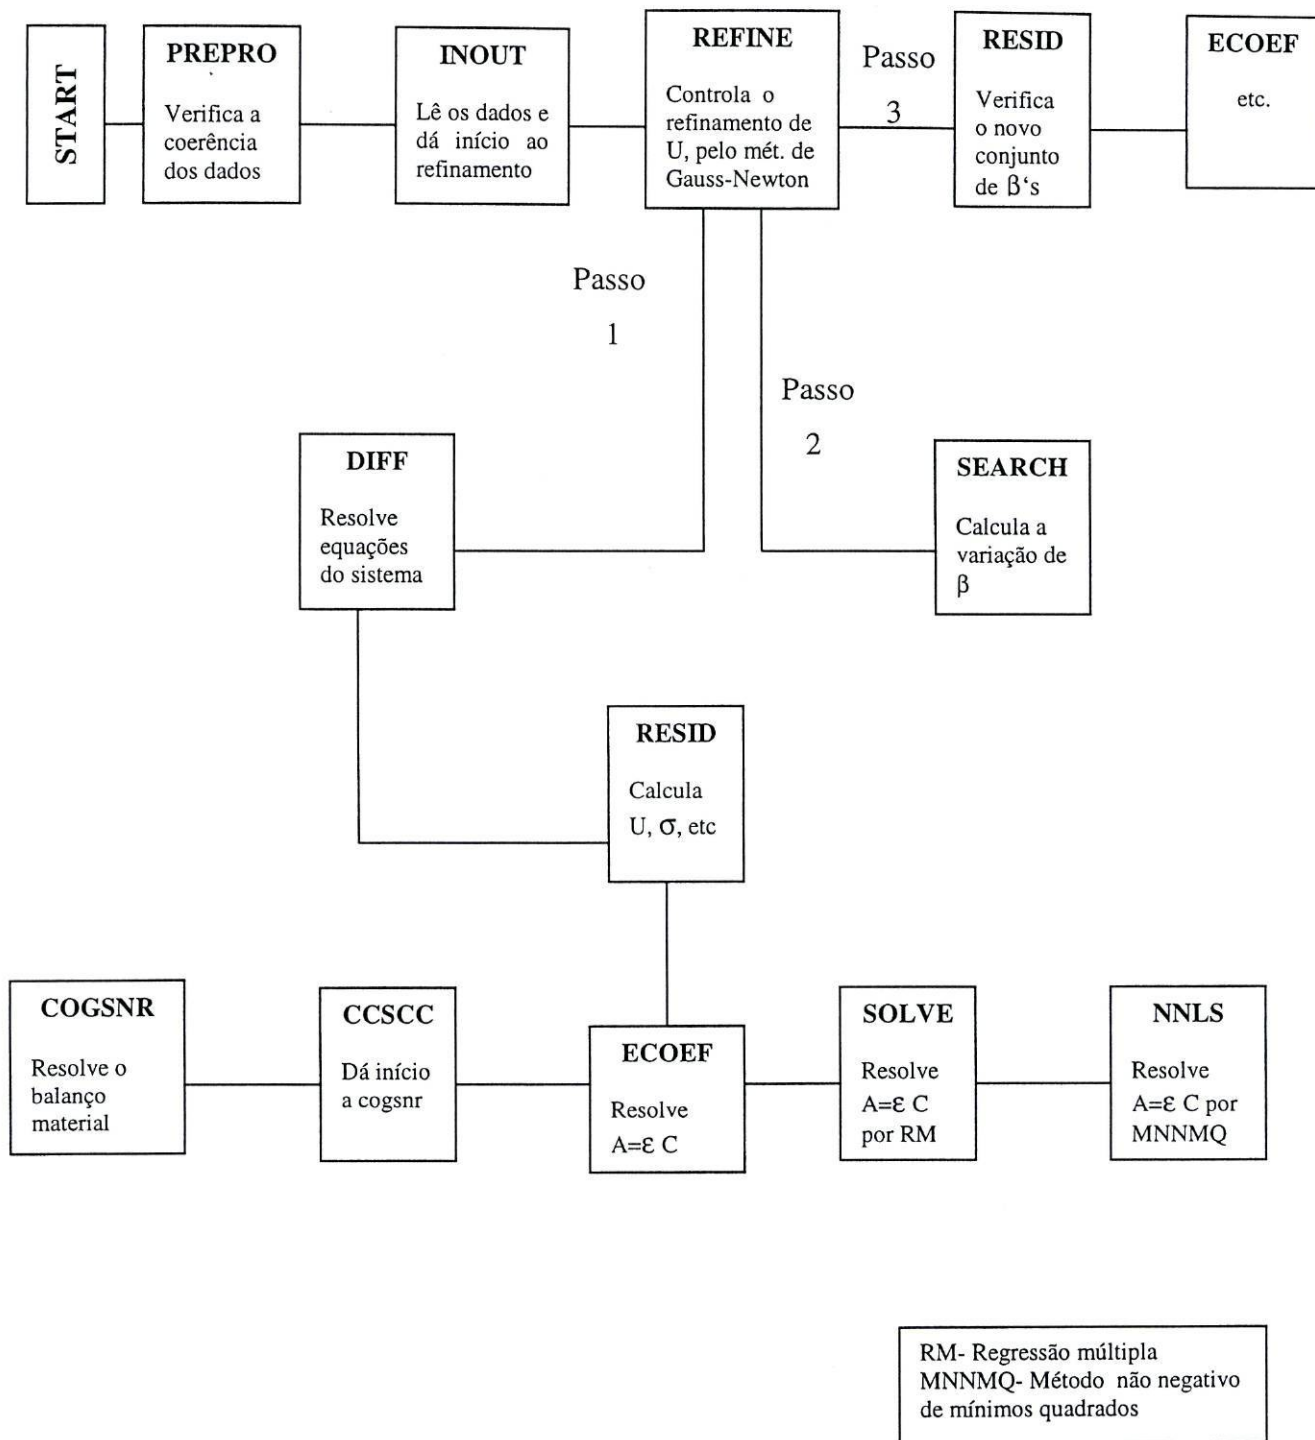 START
PREPRO
Verifica a
coerência
dos dados
INOUT
Lê os dados e
dá início ao
refinamento
REFINE
Controla o
refinamento de
U, pelo mét. de
Gauss-Newton
Passo
3
RESID
Verifica
o novo
conjunto
de β‘s
ECOEF
etc.
Passo
1
Passo
2
DIFF
Resolve
equações
do sistema
SEARCH
Calcula a
variação de
β
RESID
Calcula
U, σ, etc
COGSNR
Resolve o
balanço
material
CCSCC
Dá início
a cogsnr
ECOEF
Resolve
A=ε C
SOLVE
Resolve
A=ε C
por RM
NNLS
Resolve
A=ε C por
MNNMQ
RM- Regressão múltipla
MNNMQ- Método não negativo
de mínimos quadrados